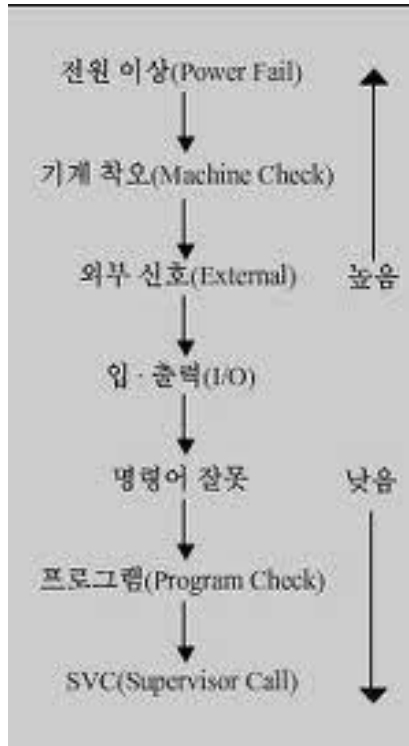 전원 이상(Power Fail)
기계 착오(Machine Check)
외부 신호(External) 높음
입 · 출력(I/O)
명령어 잘못 낮음
프로그램(Program Check)
SVC(Supervisor Call)